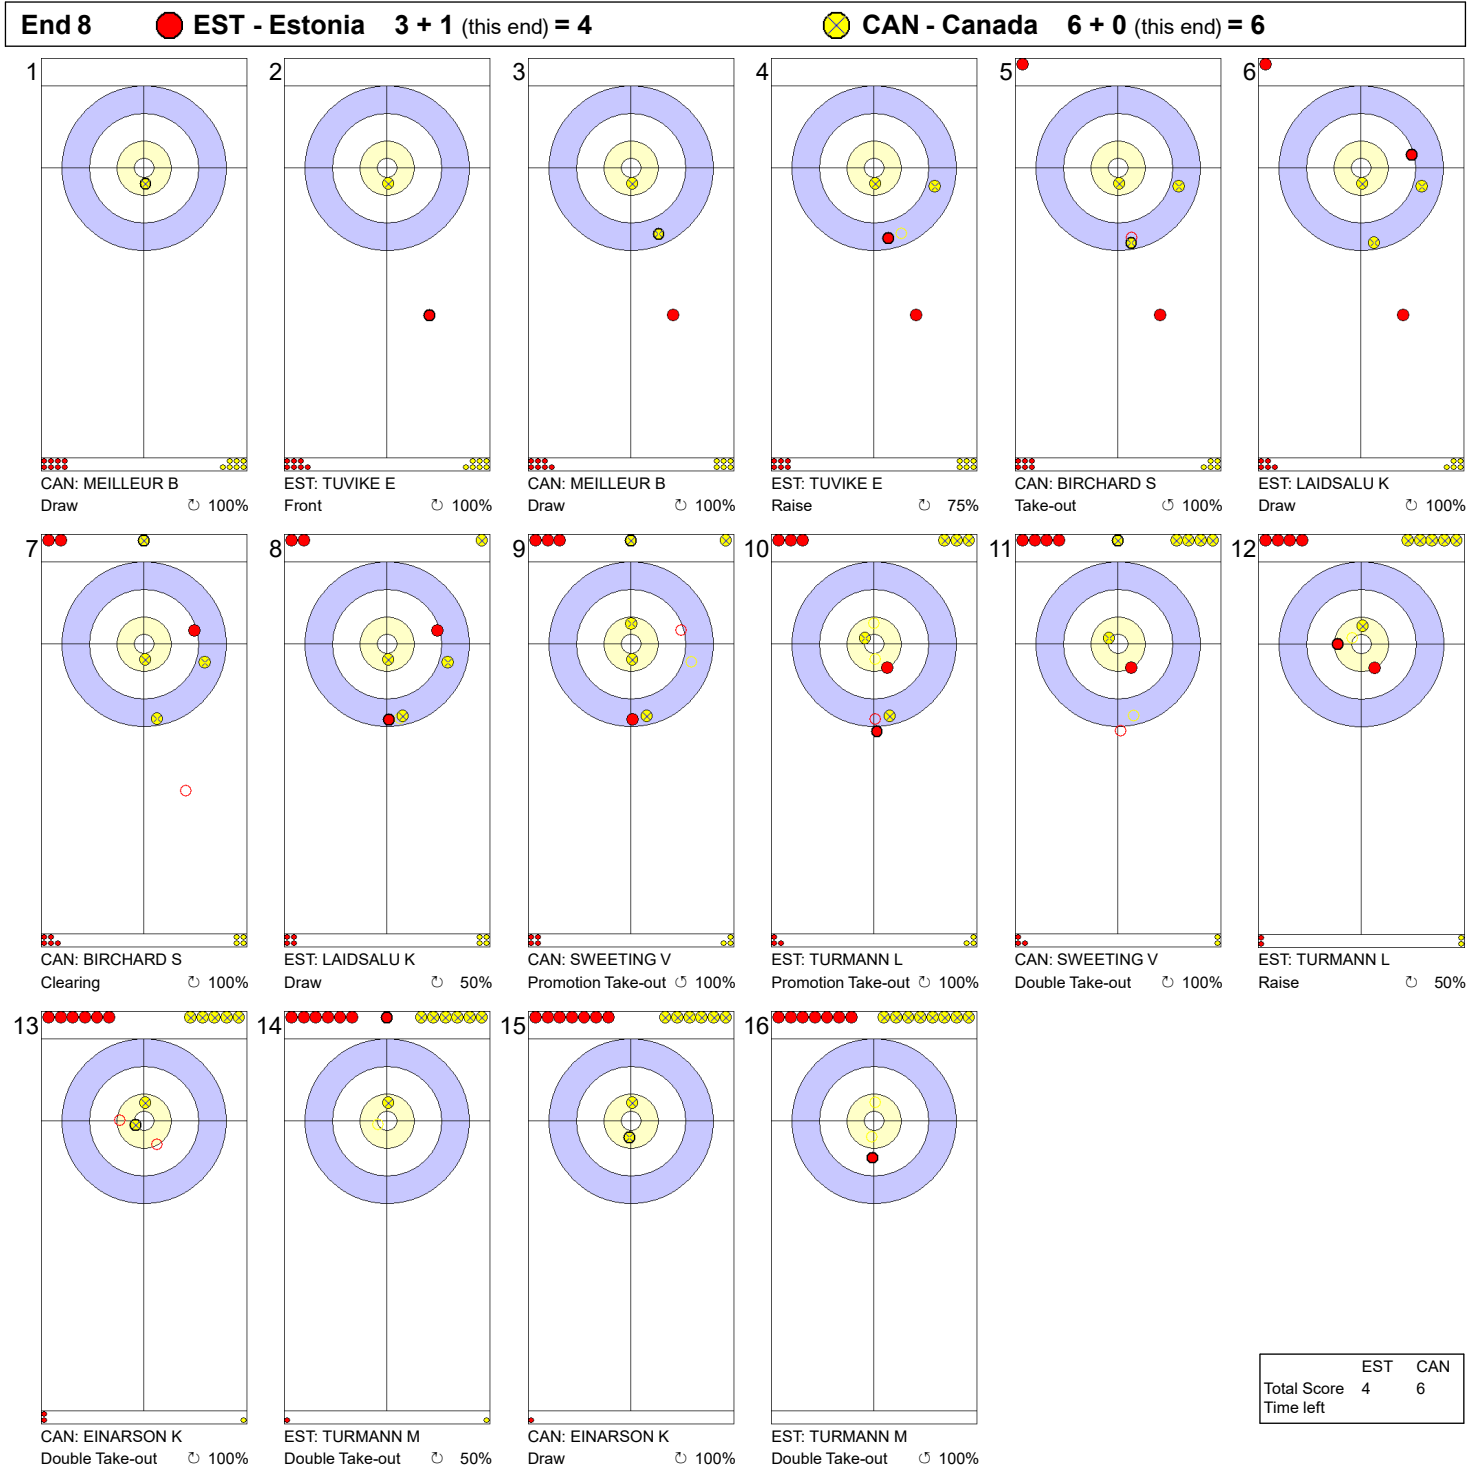 End 8 EST - Estonia 3 + 1 (this end) = 4 CAN - Canada 6 + 0 (this end) = 6
1 2 3 4 5 6
CAN: MEILLEUR B EST: TUVIKE E CAN: MEILLEUR B EST: TUVIKE E CAN: BIRCHARD S EST: LAIDSALU K
Draw ↻ 100% Front ↻ 100% Draw ↻ 100% Raise ↻ 75% Take-out ↻ 100% Draw ↻ 100%
7 8 9 10 11 12
CAN: BIRCHARD S EST: LAIDSALU K CAN: SWEETING V EST: TURMANN L CAN: SWEETING V EST: TURMANN L
Clearing ↻ 100% Draw ↻ 50% Promotion Take-out ↻ 100% Promotion Take-out ↻ 100% Double Take-out ↻ 100% Raise ↻ 50%
13 14 15 16
EST CAN
Total Score 4 6
Time left
CAN: EINARSON K EST: TURMANN M CAN: EINARSON K EST: TURMANN M
Double Take-out ↻ 100% Double Take-out ↻ 50% Draw ↻ 100% Double Take-out ↻ 100%